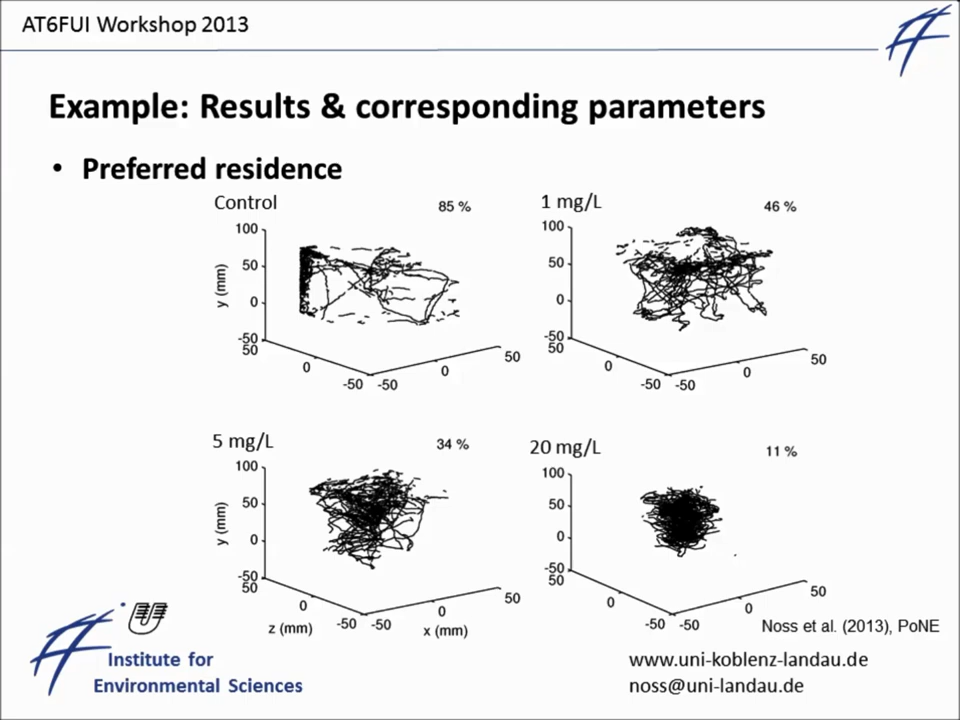 AT6FUI Workshop 2013
Example: Results & corresponding parameters
• Preferred residence
Control
85 %
100
50
0
-50
y (mm)
50
0
-50
-50
0
50
1 mg/L
46 %
100
50
0
-50
50
0
-50
-50
0
50
5 mg/L
34 %
100
50
0
-50
y (mm)
50
0
-50
-50
0
50
z (mm)
x (mm)
20 mg/L
11 %
100
50
0
-50
50
0
-50
-50
0
50
Noss et al. (2013), PoNE
Institute for
Environmental Sciences
www.uni-koblenz-landau.de
noss@uni-landau.de